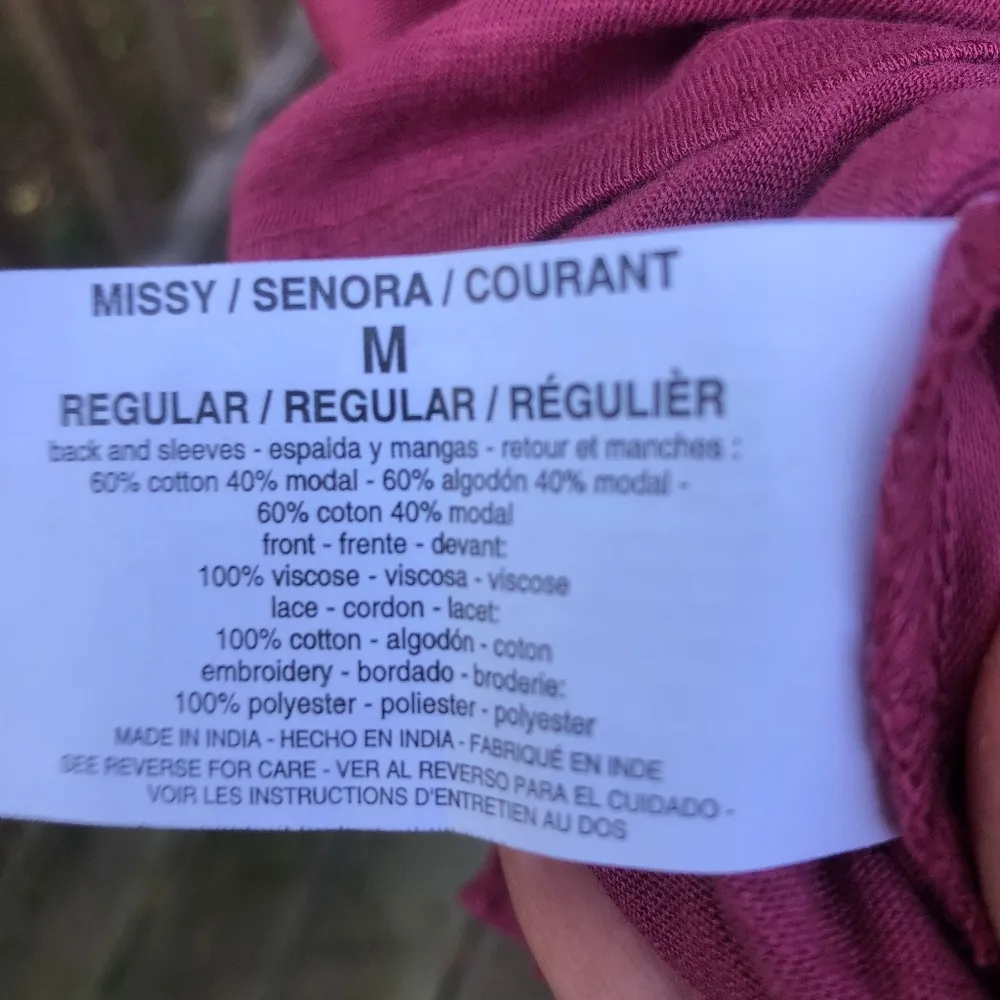 MISSY / SENORA / COURANT
M
REGULAR / REGULAR / RÉGULIÈR
back and sleeves - espalda y mangas - retour et manches :
60% cotton 40% modal - 60% algodón 40% modal -
60% coton 40% modal
front - frente - devant:
100% viscose - viscosa - viscose
lace - cordon - lacet:
100% cotton - algodón - coton
embroidery - bordado - broderie:
100% polyester - poliester - polyester
MADE IN INDIA - HECHO EN INDIA - FABRIQUÉ EN INDE
SEE REVERSE FOR CARE - VER AL REVERSO PARA EL CUIDADO -
VOIR LES INSTRUCTIONS D'ENTRETIEN AU DOS